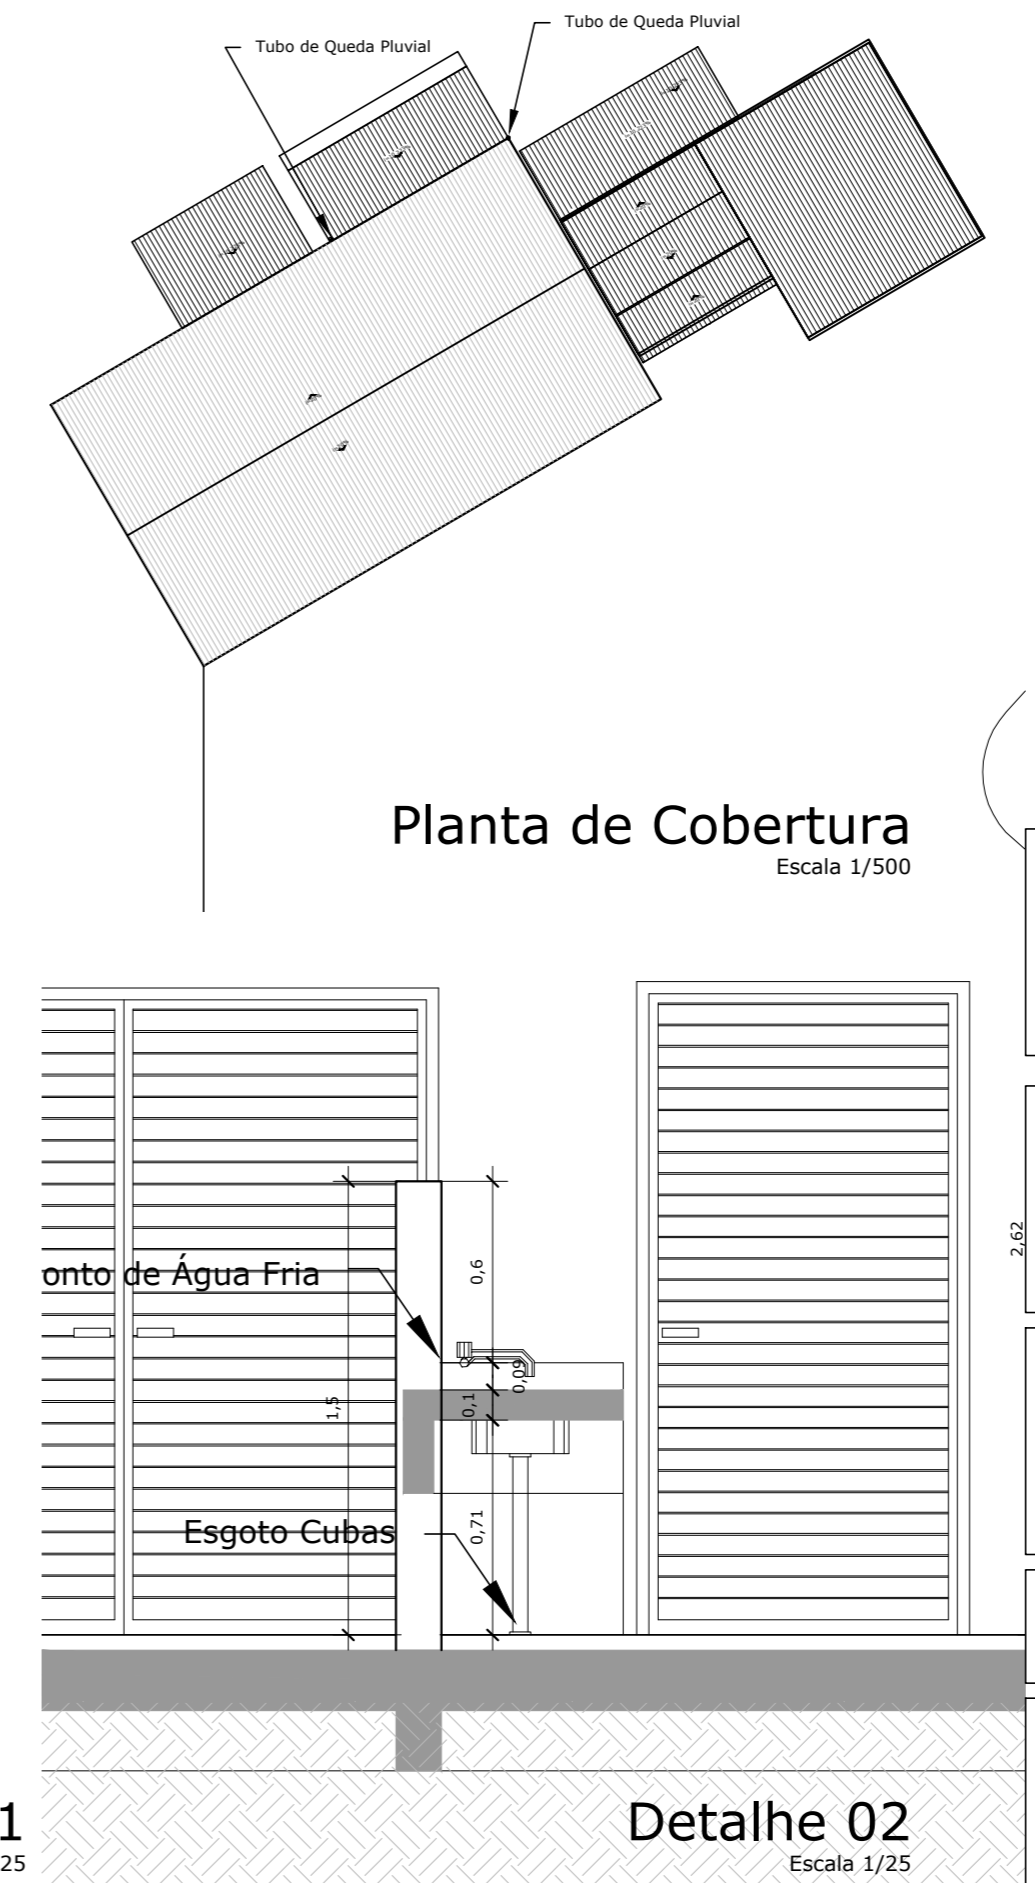 Tubo de Queda Pluvial
Tubo de Queda Pluvial
Planta de Cobertura
Escala 1/500
2,62
0,6
onto de Água Fria
0,09
0,1
1,5
0,71
Esgoto Cubas
1
25
Detalhe 02
Escala 1/25